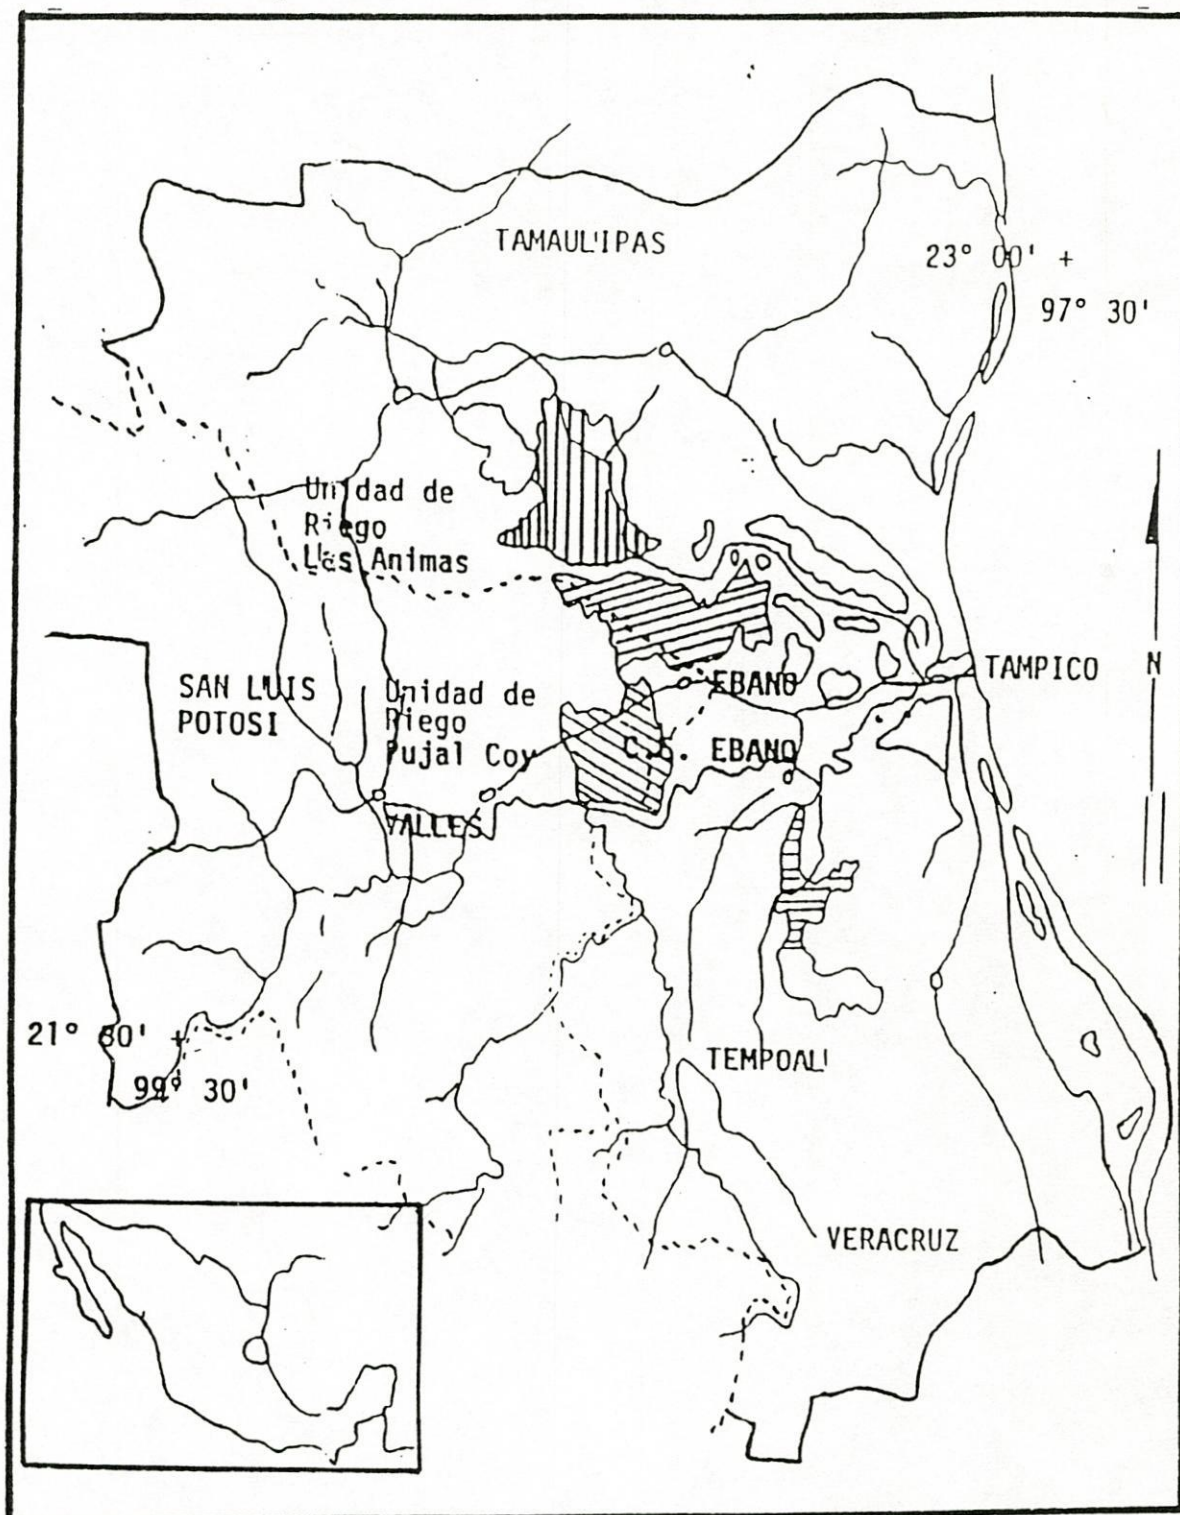 TAMAULIPAS
23° 00' +
97° 30'
Unidad de
Riego
Las Animas
SAN LUIS
POTOSI
Unidad de
Riego
Pujal Coy
EBANO
TAMPICO
N
C.E. EBANO
VALLES
21° 30' +
99° 30'
TEMPOAL
VERACRUZ